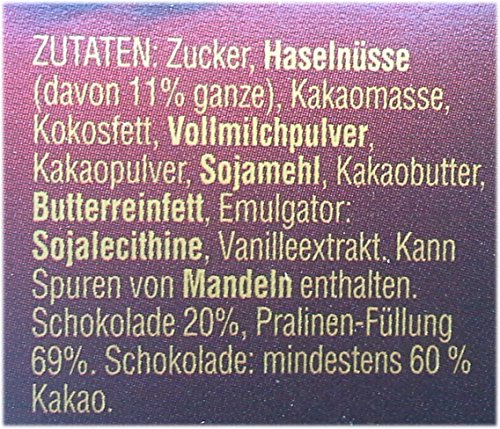 ZUTATEN: Zucker, Haselnüsse
(davon 11% ganze), Kakaomasse,
Kokosfett, Vollmilchpulver,
Kakaopulver, Sojamehl, Kakaobutter,
Butterreinfett, Emulgator:
Sojalecithine, Vanilleextrakt. Kann
Spuren von Mandeln enthalten.
Schokolade 20%, Pralinen-Füllung
69%. Schokolade: mindestens 60 %
Kakao.